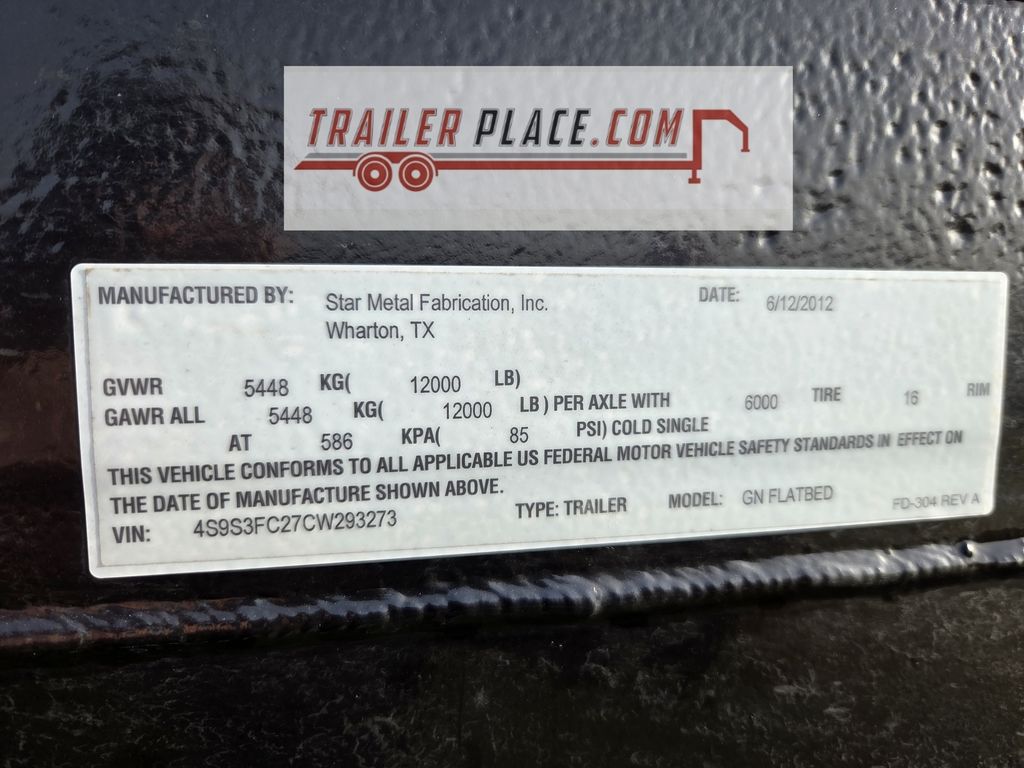 TRAILER PLACE.COM
MANUFACTURED BY: Star Metal Fabrication, Inc. DATE: 6/12/2012
Wharton, TX
GVWR 5448 KG( 12000 LB)
GAWR ALL 5448 KG( 12000 LB ) PER AXLE WITH 6000 TIRE 16 RIM
AT 586 KPA( 85 PSI) COLD SINGLE
THIS VEHICLE CONFORMS TO ALL APPLICABLE US FEDERAL MOTOR VEHICLE SAFETY STANDARDS IN EFFECT ON
THE DATE OF MANUFACTURE SHOWN ABOVE.
VIN: 4S9S3FC27CW293273 TYPE: TRAILER MODEL: GN FLATBED FD-304 REV A